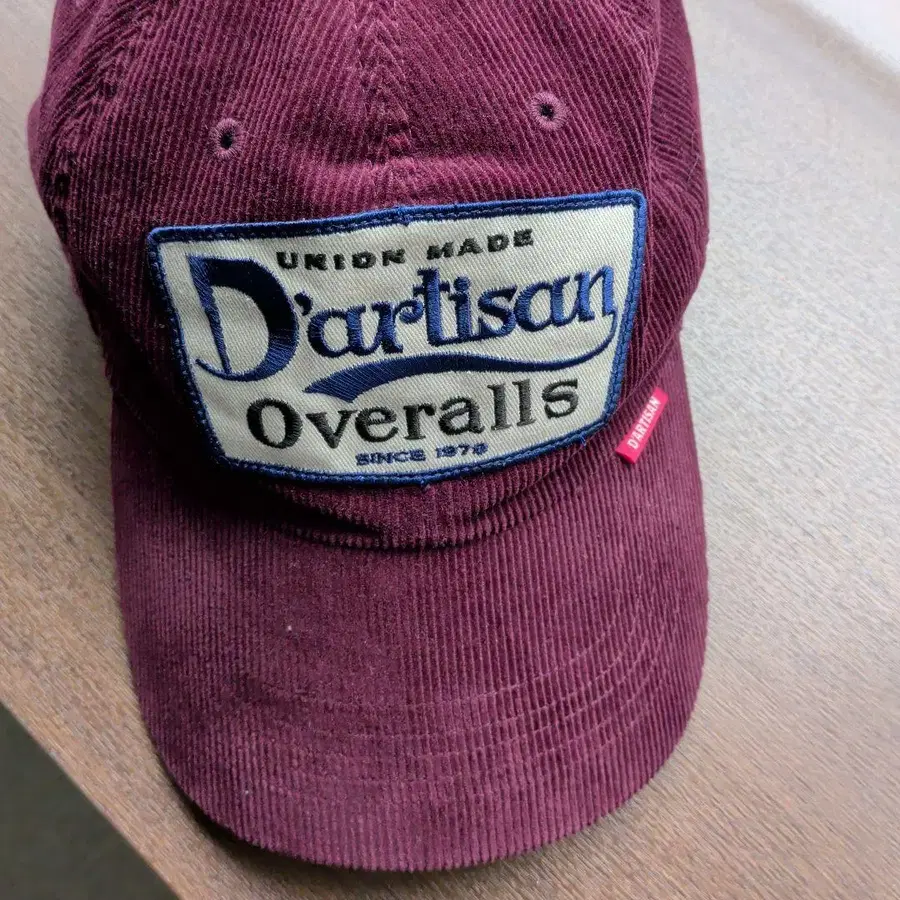 UNION MADE
D'artisan
Overalls
SINCE 1979
D'ARTISAN